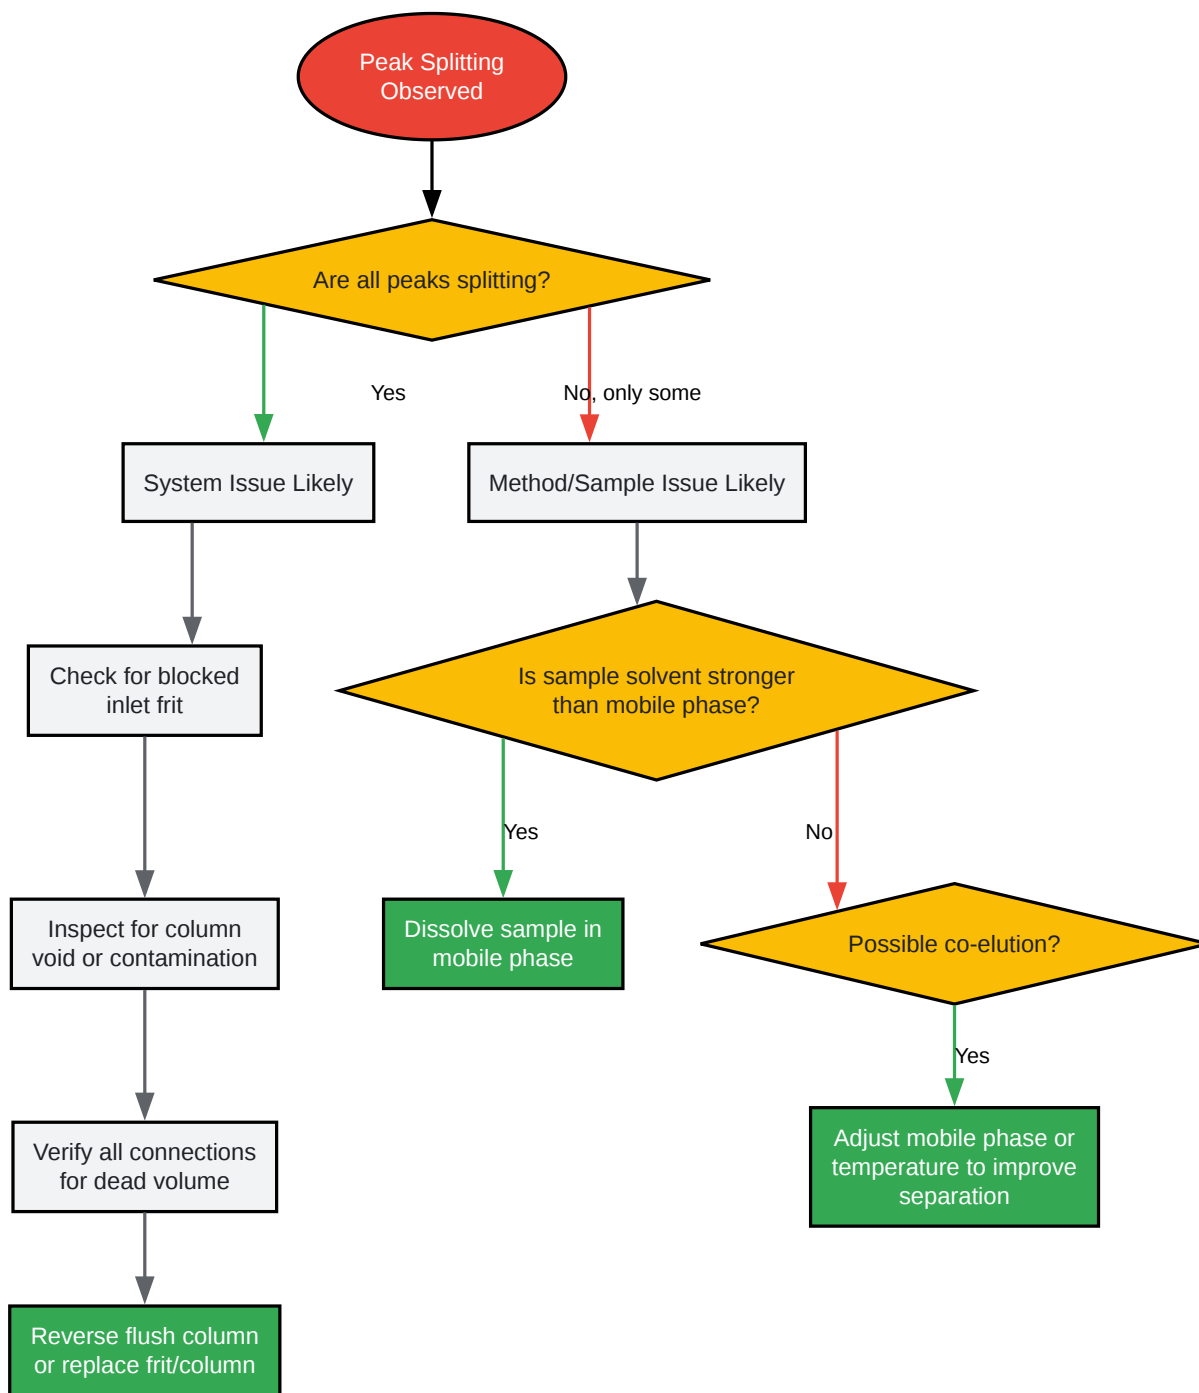 Peak Splitting
Observed
Are all peaks splitting?
Yes
No, only some
System Issue Likely
Method/Sample Issue Likely
Check for blocked
inlet frit
Is sample solvent stronger
than mobile phase?
Yes
No
Inspect for column
void or contamination
Dissolve sample in
mobile phase
Possible co-elution?
Yes
Verify all connections
for dead volume
Adjust mobile phase or
temperature to improve
separation
Reverse flush column
or replace frit/column